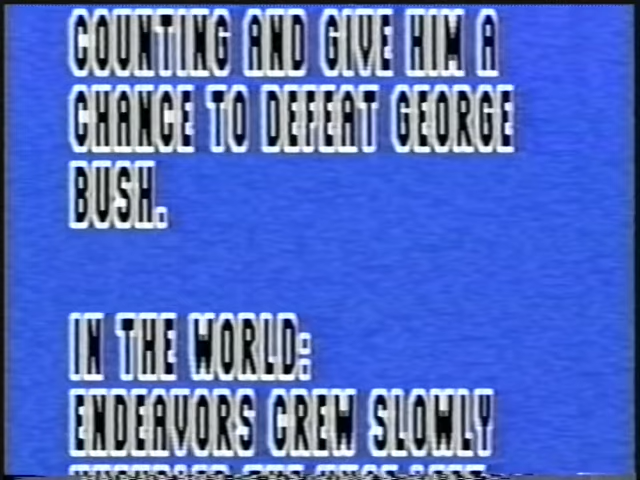 COUNTING AND GIVE HIM A
CHANCE TO DEFEAT GEORGE
BUSH.
IN THE WORLD:
ENDEAVORS CREW SLOWLY